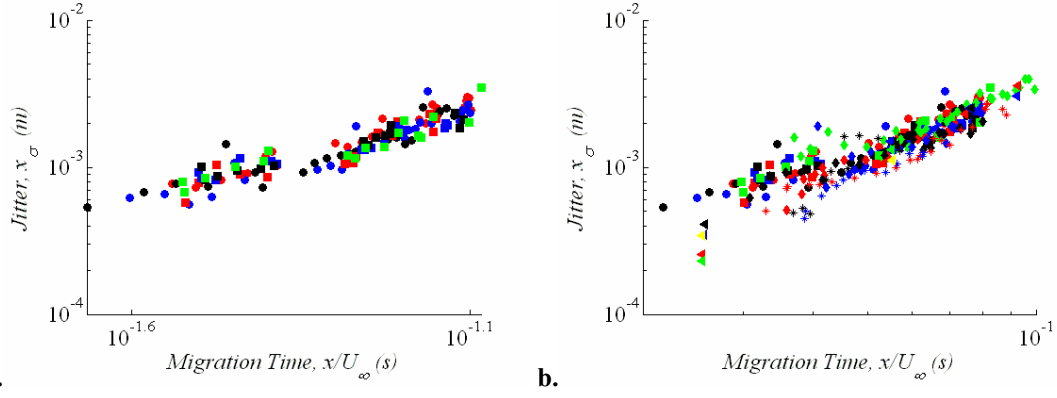 10^-2
10^-3
10^-4
Jitter, x_σ (m)
10^-1.6
10^-1.1
Migration Time, x/U_∞ (s)
.
10^-2
10^-3
10^-4
Jitter, x_σ (m)
10^-1
Migration Time, x/U_∞ (s)
b.